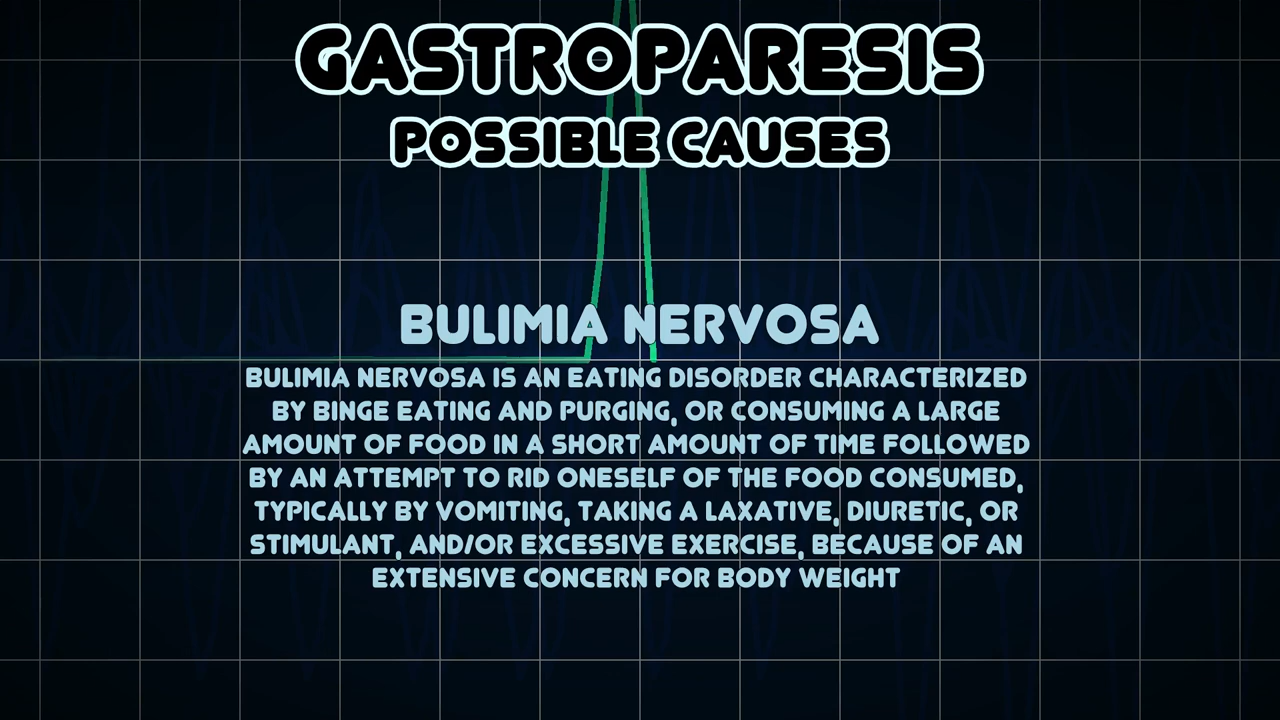 GASTROPARESIS
POSSIBLE CAUSES
BULIMIA NERVOSA
BULIMIA NERVOSA IS AN EATING DISORDER CHARACTERIZED
BY BINGE EATING AND PURGING, OR CONSUMING A LARGE
AMOUNT OF FOOD IN A SHORT AMOUNT OF TIME FOLLOWED
BY AN ATTEMPT TO RID ONESELF OF THE FOOD CONSUMED,
TYPICALLY BY VOMITING, TAKING A LAXATIVE, DIURETIC, OR
STIMULANT, AND/OR EXCESSIVE EXERCISE, BECAUSE OF AN
EXTENSIVE CONCERN FOR BODY WEIGHT